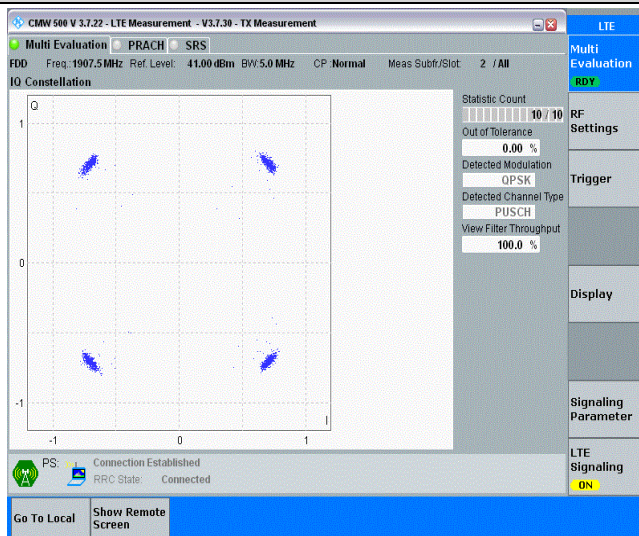 CMW 500 V 3.7.22 - LTE Measurement - V3.7.30 - TX Measurement
LTE
Multi Evaluation PRACH SRS
FDD Freq.:1907.5 MHz Ref. Level: 41.00 dBm BW:5.0 MHz CP :Normal Meas Subfr./Slot: 2 / All
IQ Constellation
Q
1
0
-1
-1 0 1
I
Statistic Count
10 / 10
Out of Tolerance
0.00 %
Detected Modulation
QPSK
Detected Channel Type
PUSCH
View Filter Throughput
100.0 %
PS: Connection Established
RRC State: Connected
Multi
Evaluation
RDY
RF
Settings
Trigger
Display
Signaling
Parameter
LTE
Signaling
ON
Go To Local
Show Remote
Screen